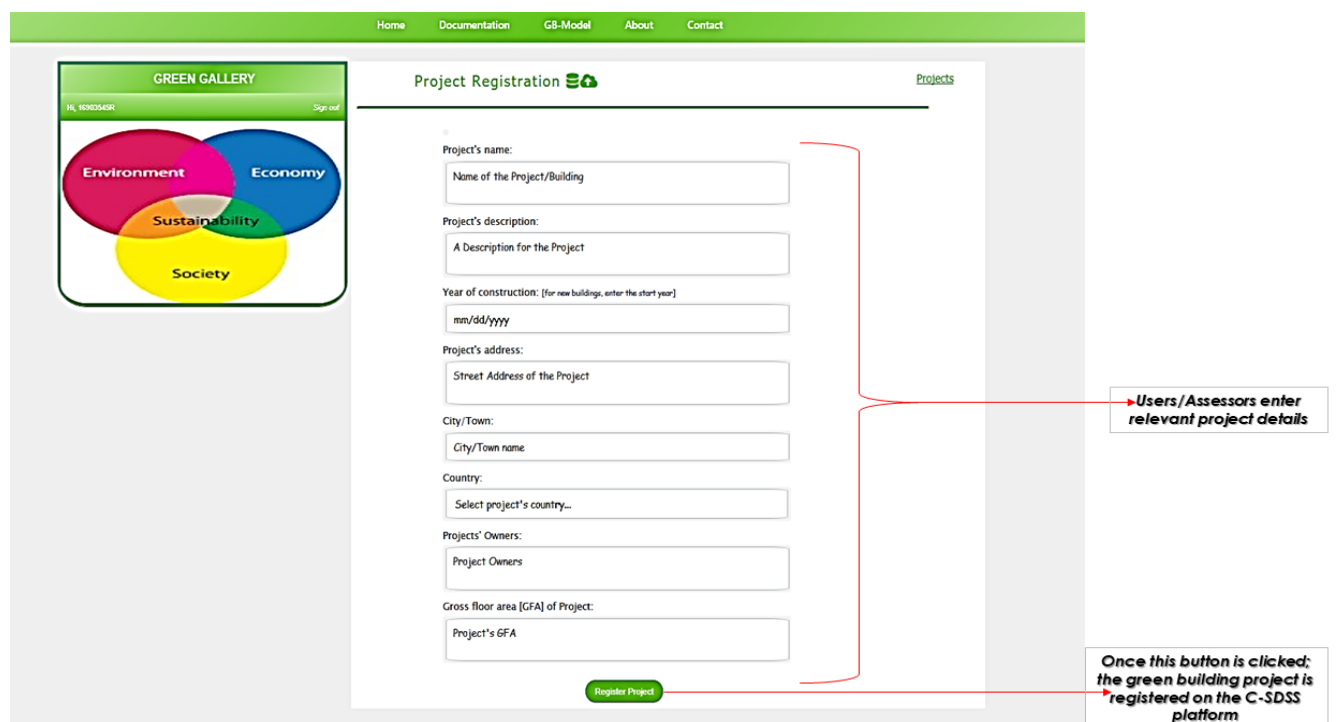 Home Documentation GB-Model About Contact
GREEN GALLERY
Hi, 16903545R Sign out
Environment Economy
Sustainability
Society
Project Registration
Projects
Project's name:
Name of the Project/Building
Project's description:
A Description for the Project
Year of construction: [for new buildings, enter the start year]
mm/dd/yyyy
Project's address:
Street Address of the Project
City/Town:
City/Town name
Country:
Select project's country...
Projects' Owners:
Project Owners
Gross floor area [GFA] of Project:
Project's GFA
Register Project
Users/Assessors enter
relevant project details
Once this button is clicked;
the green building project is
registered on the C-SDSS
platform